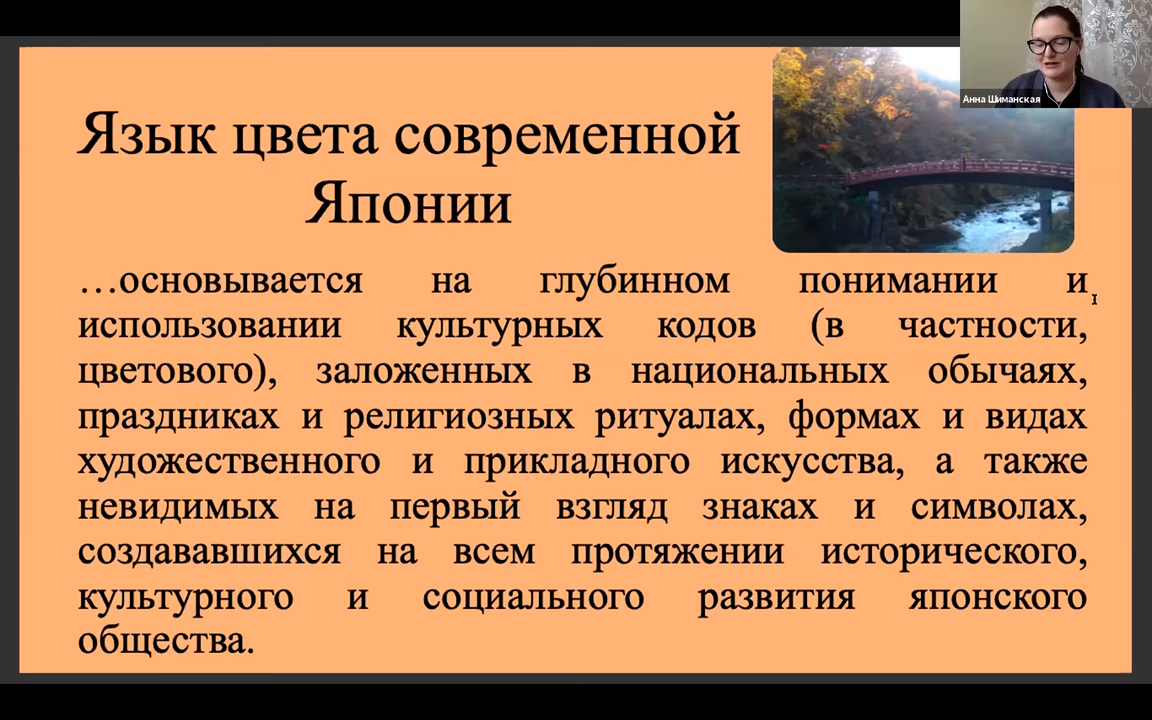 Анна Шиманская
Язык цвета современной
Японии
…основывается на глубинном понимании и
использовании культурных кодов (в частности,
цветового), заложенных в национальных обычаях,
праздниках и религиозных ритуалах, формах и видах
художественного и прикладного искусства, а также
невидимых на первый взгляд знаках и символах,
создававшихся на всем протяжении исторического,
культурного и социального развития японского
общества.